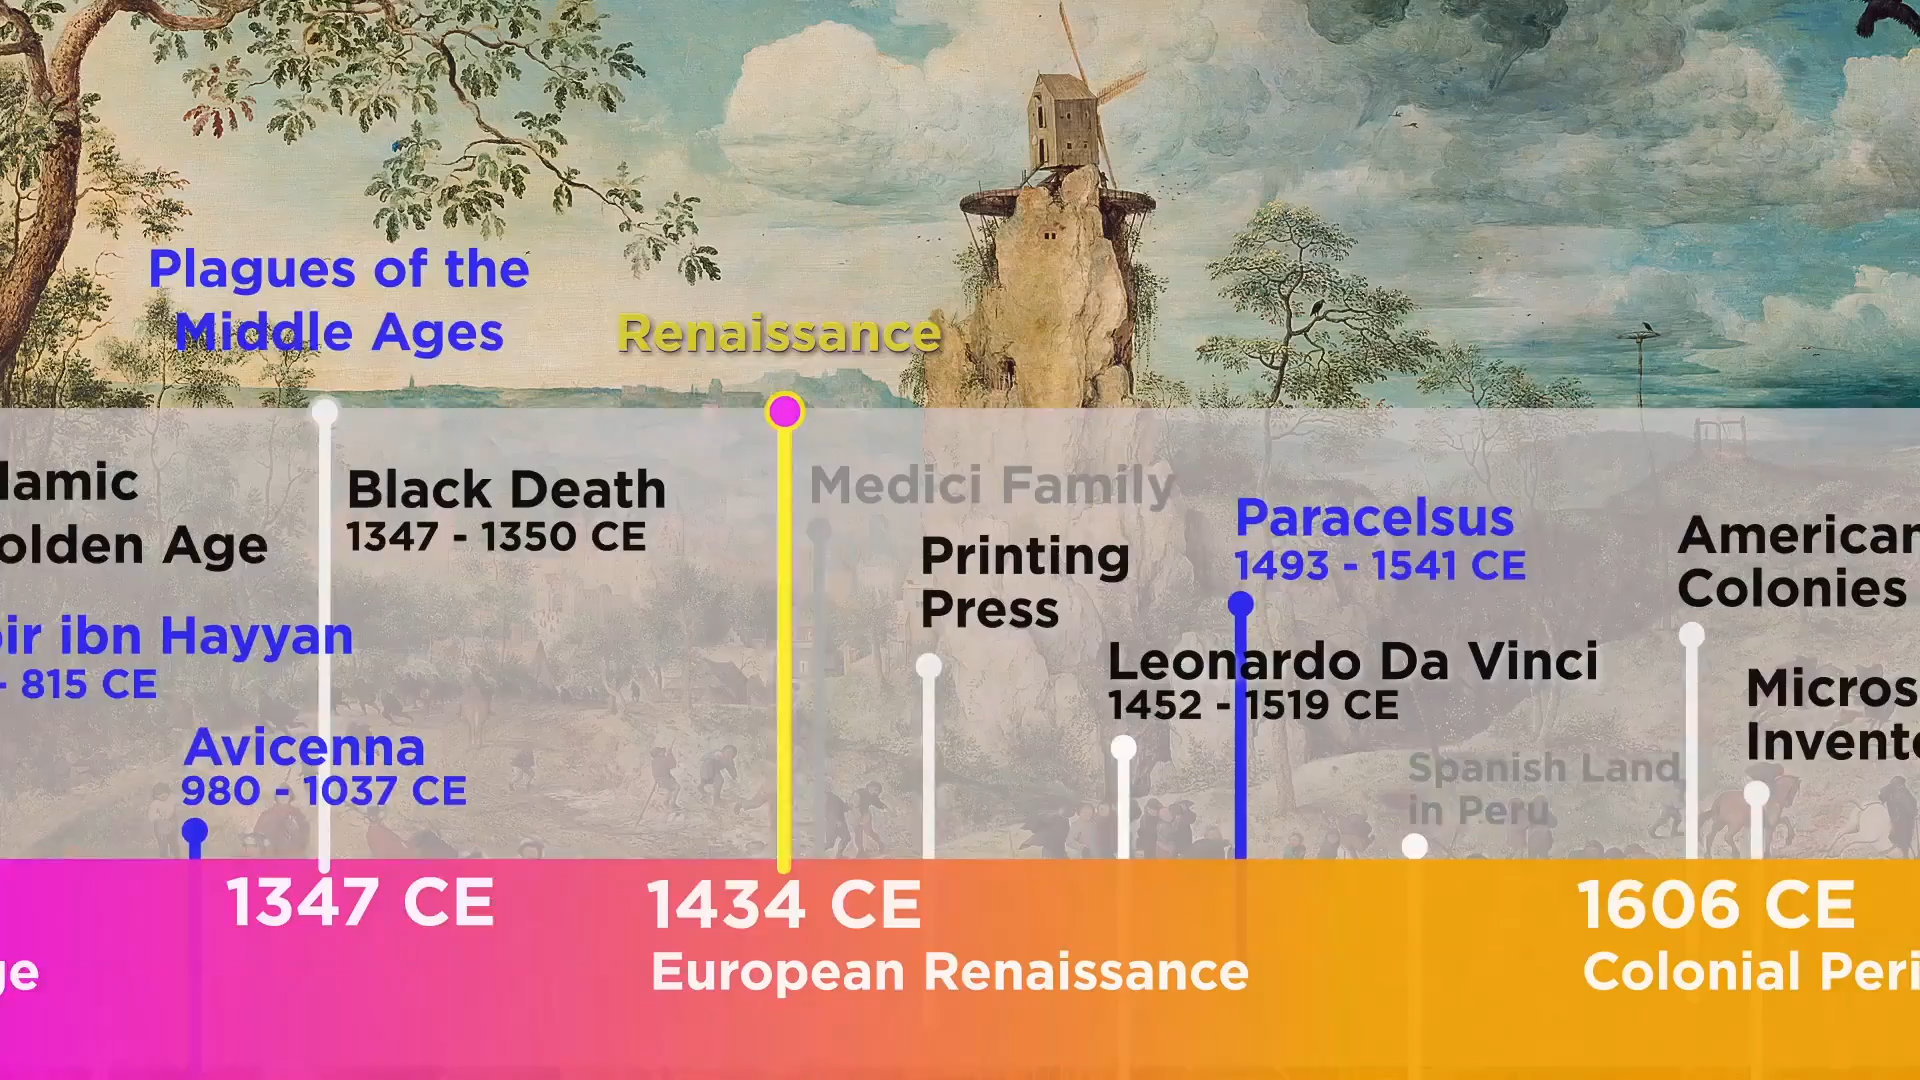 Plagues of the
Middle Ages
Renaissance
lamic
olden Age
Black Death
1347 - 1350 CE
Medici Family
Printing
Press
Paracelsus
1493 - 1541 CE
American
Colonies
ir ibn Hayyan
- 815 CE
Leonardo Da Vinci
1452 - 1519 CE
Micros
Invente
Avicenna
980 - 1037 CE
Spanish Land
in Peru
1347 CE
1434 CE
1606 CE
ge
European Renaissance
Colonial Peri